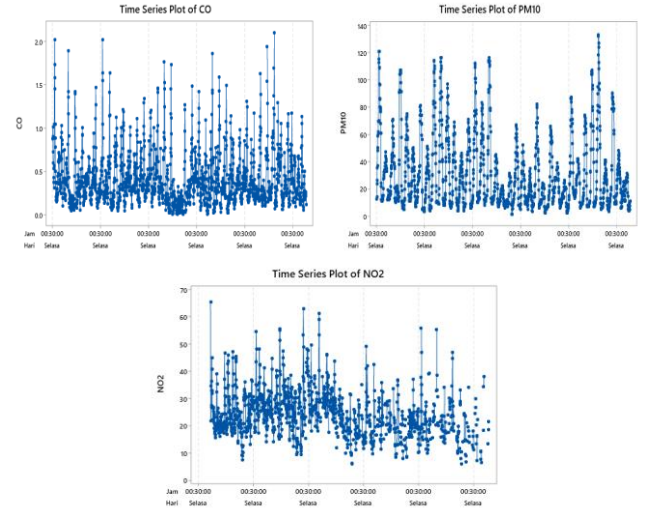 Time Series Plot of CO
2.0
1.5
1.0
0.5
0.0
CO
Jam 00:30:00 00:30:00 00:30:00 00:30:00 00:30:00 00:30:00
Hari Selasa Selasa Selasa Selasa Selasa Selasa
Time Series Plot of PM10
140
120
100
80
60
40
20
0
PM10
Jam 00:30:00 00:30:00 00:30:00 00:30:00 00:30:00 00:30:00
Hari Selasa Selasa Selasa Selasa Selasa Selasa
Time Series Plot of NO2
70
60
50
40
30
20
10
0
NO2
Jam 00:30:00 00:30:00 00:30:00 00:30:00 00:30:00 00:30:00
Hari Selasa Selasa Selasa Selasa Selasa Selasa